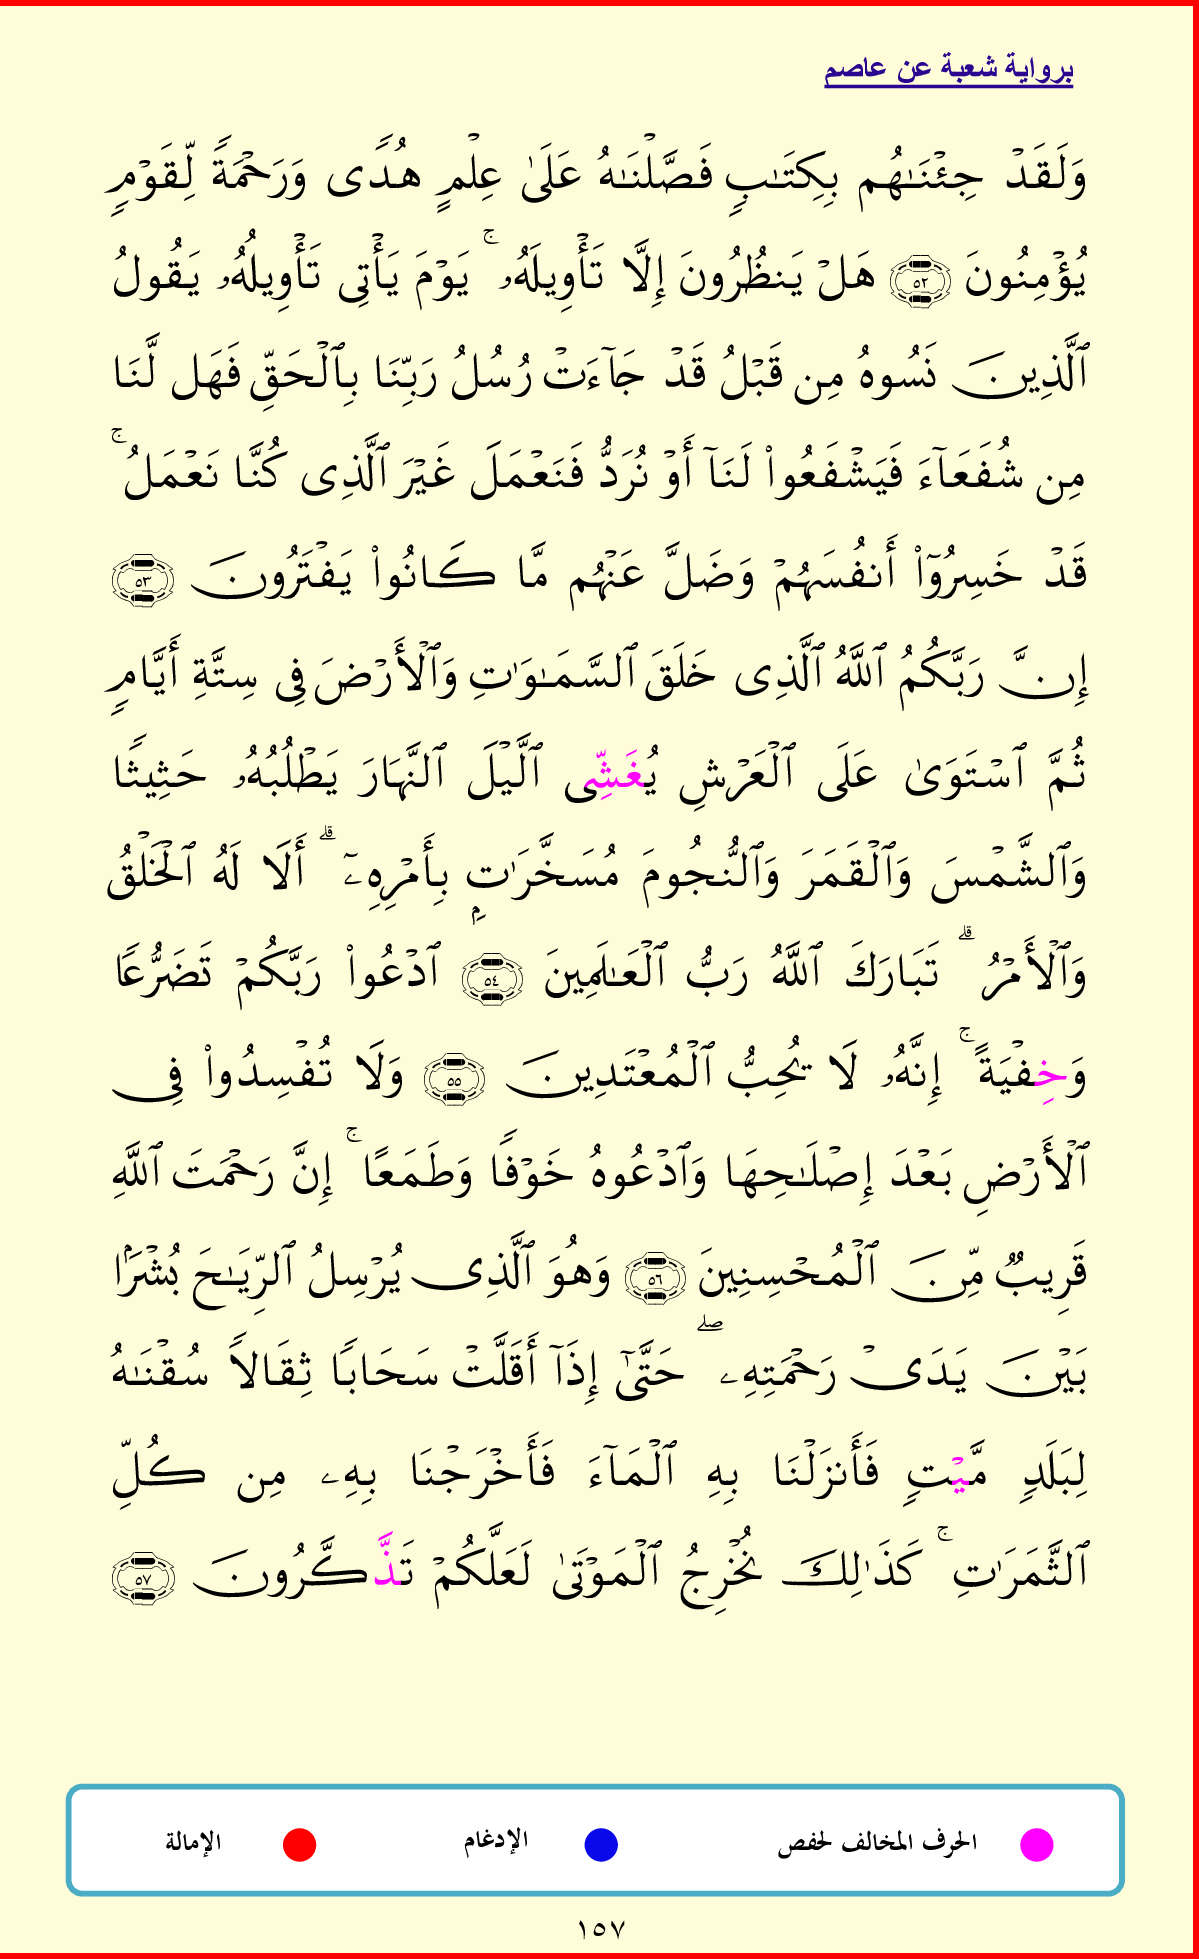 برواية شعبة عن عاصم
وَلَقَدْ جِئْنَٰهُم بِكِتَٰبٍ فَصَّلْنَٰهُ عَلَىٰ عِلْمٍ هُدًى وَرَحْمَةً لِّقَوْمٍ
يُؤْمِنُونَ ٥٢ هَلْ يَنظُرُونَ إِلَّا تَأْوِيلَهُۥ ۚ يَوْمَ يَأْتِى تَأْوِيلُهُۥ يَقُولُ
ٱلَّذِينَ نَسُوهُ مِن قَبْلُ قَدْ جَآءَتْ رُسُلُ رَبِّنَا بِٱلْحَقِّ فَهَل لَّنَا
مِن شُفَعَآءَ فَيَشْفَعُوا۟ لَنَآ أَوْ نُرَدُّ فَنَعْمَلَ غَيْرَ ٱلَّذِى كُنَّا نَعْمَلُ ۚ
قَدْ خَسِرُوٓا۟ أَنفُسَهُمْ وَضَلَّ عَنْهُم مَّا كَانُوا۟ يَفْتَرُونَ ٥٣
إِنَّ رَبَّكُمُ ٱللَّهُ ٱلَّذِى خَلَقَ ٱلسَّمَٰوَٰتِ وَٱلْأَرْضَ فِى سِتَّةِ أَيَّامٍ
ثُمَّ ٱسْتَوَىٰ عَلَى ٱلْعَرْشِ يُغَشِّى ٱلَّيْلَ ٱلنَّهَارَ يَطْلُبُهُۥ حَثِيثًا
وَٱلشَّمْسَ وَٱلْقَمَرَ وَٱلنُّجُومَ مُسَخَّرَٰتٍۭ بِأَمْرِهِۦٓ ۗ أَلَا لَهُ ٱلْخَلْقُ
وَٱلْأَمْرُ ۗ تَبَارَكَ ٱللَّهُ رَبُّ ٱلْعَٰلَمِينَ ٥٤ ٱدْعُوا۟ رَبَّكُمْ تَضَرُّعًا
وَخِفْيَةً ۚ إِنَّهُۥ لَا يُحِبُّ ٱلْمُعْتَدِينَ ٥٥ وَلَا تُفْسِدُوا۟ فِى
ٱلْأَرْضِ بَعْدَ إِصْلَٰحِهَا وَٱدْعُوهُ خَوْفًا وَطَمَعًا ۚ إِنَّ رَحْمَتَ ٱللَّهِ
قَرِيبٌ مِّنَ ٱلْمُحْسِنِينَ ٥٦ وَهُوَ ٱلَّذِى يُرْسِلُ ٱلرِّيَٰحَ بُشْرًۢا
بَيْنَ يَدَىْ رَحْمَتِهِۦ ۖ حَتَّىٰٓ إِذَآ أَقَلَّتْ سَحَابًا ثِقَالًا سُقْنَٰهُ
لِبَلَدٍ مَّيْتٍ فَأَنزَلْنَا بِهِ ٱلْمَآءَ فَأَخْرَجْنَا بِهِۦ مِن كُلِّ
ٱلثَّمَرَٰتِ ۚ كَذَٰلِكَ نُخْرِجُ ٱلْمَوْتَىٰ لَعَلَّكُمْ تَذَّكَّرُونَ ٥٧
الحرف المخالف لحفص الإدغام الإمالة
١٥٧